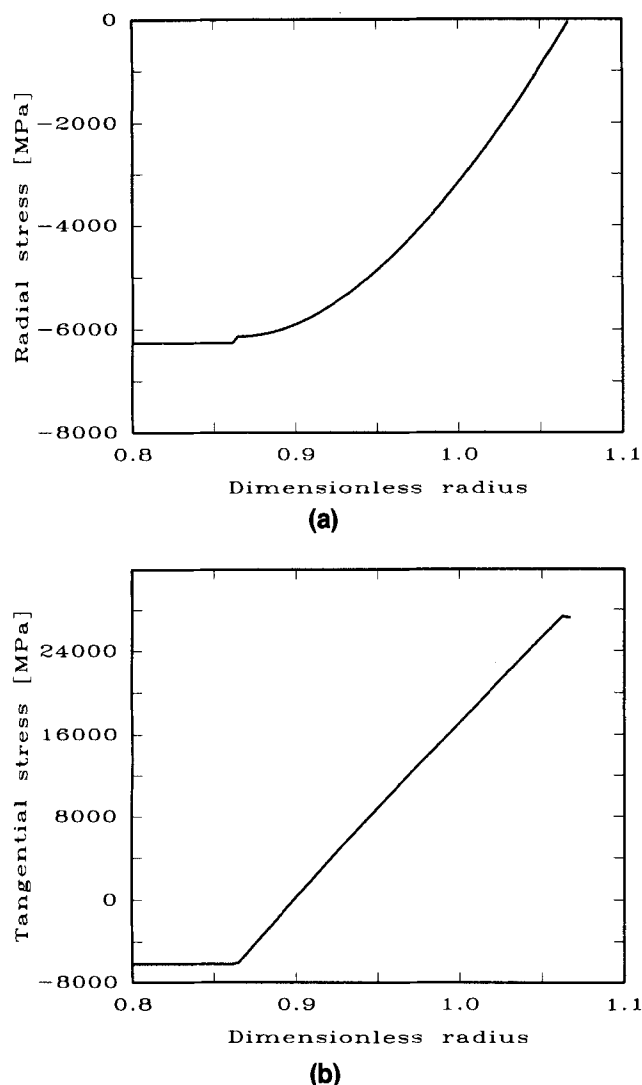 0
−2000
−4000
−6000
−8000
Radial stress [MPa]
0.8 0.9 1.0 1.1
Dimensionless radius
(a)
24000
16000
8000
0
−8000
Tangential stress [MPa]
0.8 0.9 1.0 1.1
Dimensionless radius
(b)